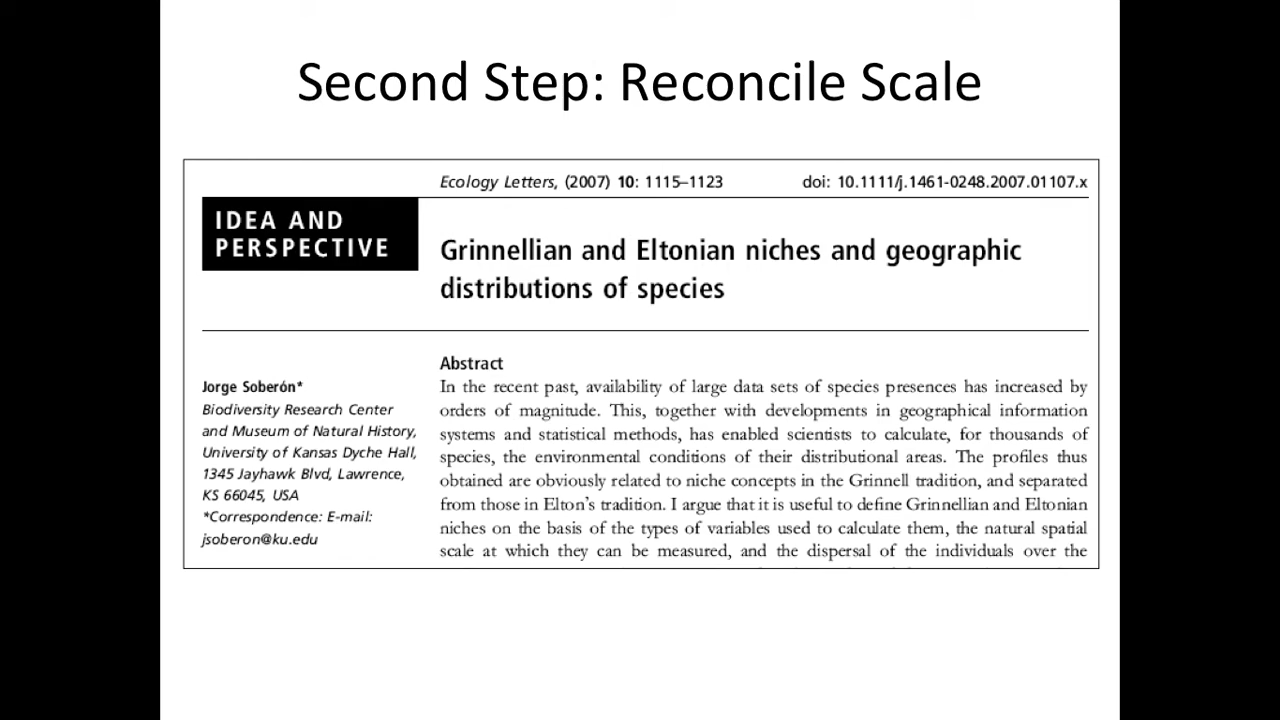 Second Step: Reconcile Scale
Ecology Letters, (2007) 10: 1115–1123
doi: 10.1111/j.1461-0248.2007.01107.x
IDEA AND
PERSPECTIVE
Grinnellian and Eltonian niches and geographic
distributions of species
Jorge Soberón*
Biodiversity Research Center
and Museum of Natural History,
University of Kansas Dyche Hall,
1345 Jayhawk Blvd, Lawrence,
KS 66045, USA
*Correspondence: E-mail:
jsoberon@ku.edu
Abstract
In the recent past, availability of large data sets of species presences has increased by
orders of magnitude. This, together with developments in geographical information
systems and statistical methods, has enabled scientists to calculate, for thousands of
species, the environmental conditions of their distributional areas. The profiles thus
obtained are obviously related to niche concepts in the Grinnell tradition, and separated
from those in Elton's tradition. I argue that it is useful to define Grinnellian and Eltonian
niches on the basis of the types of variables used to calculate them, the natural spatial
scale at which they can be measured, and the dispersal of the individuals over the